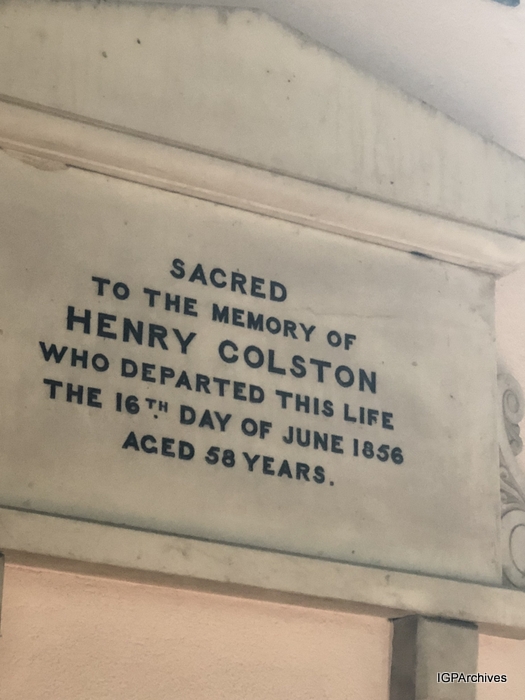 SACRED
TO THE MEMORY OF
HENRY COLSTON
WHO DEPARTED THIS LIFE
THE 16TH DAY OF JUNE 1856
AGED 58 YEARS.
IGPArchives